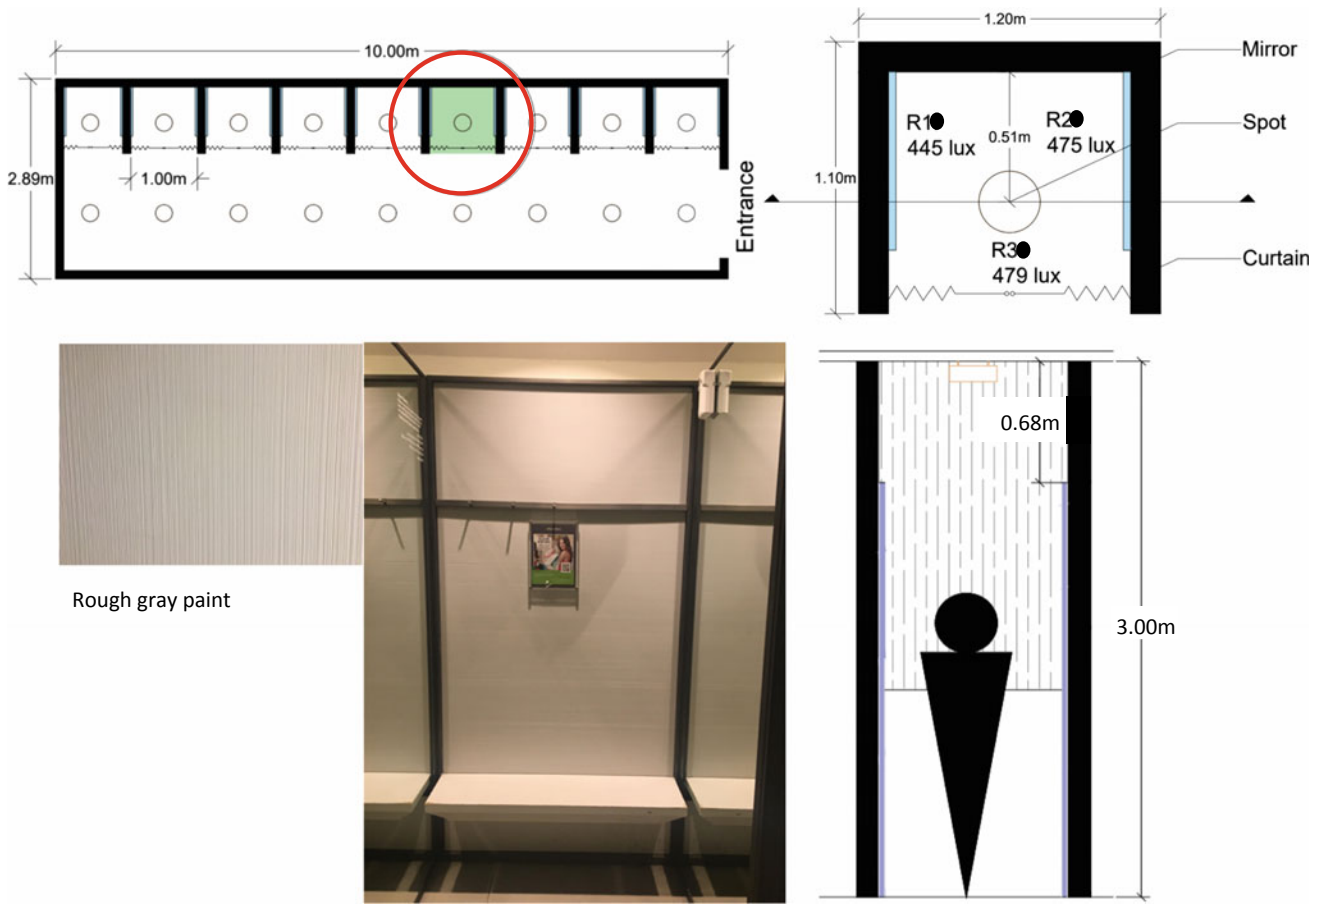 10.00m
2.89m
1.00m
Entrance
1.20m
Mirror
Spot
Curtain
1.10m
0.51m
R1
445 lux
R2
475 lux
R3
479 lux
Rough gray paint
0.68m
3.00m